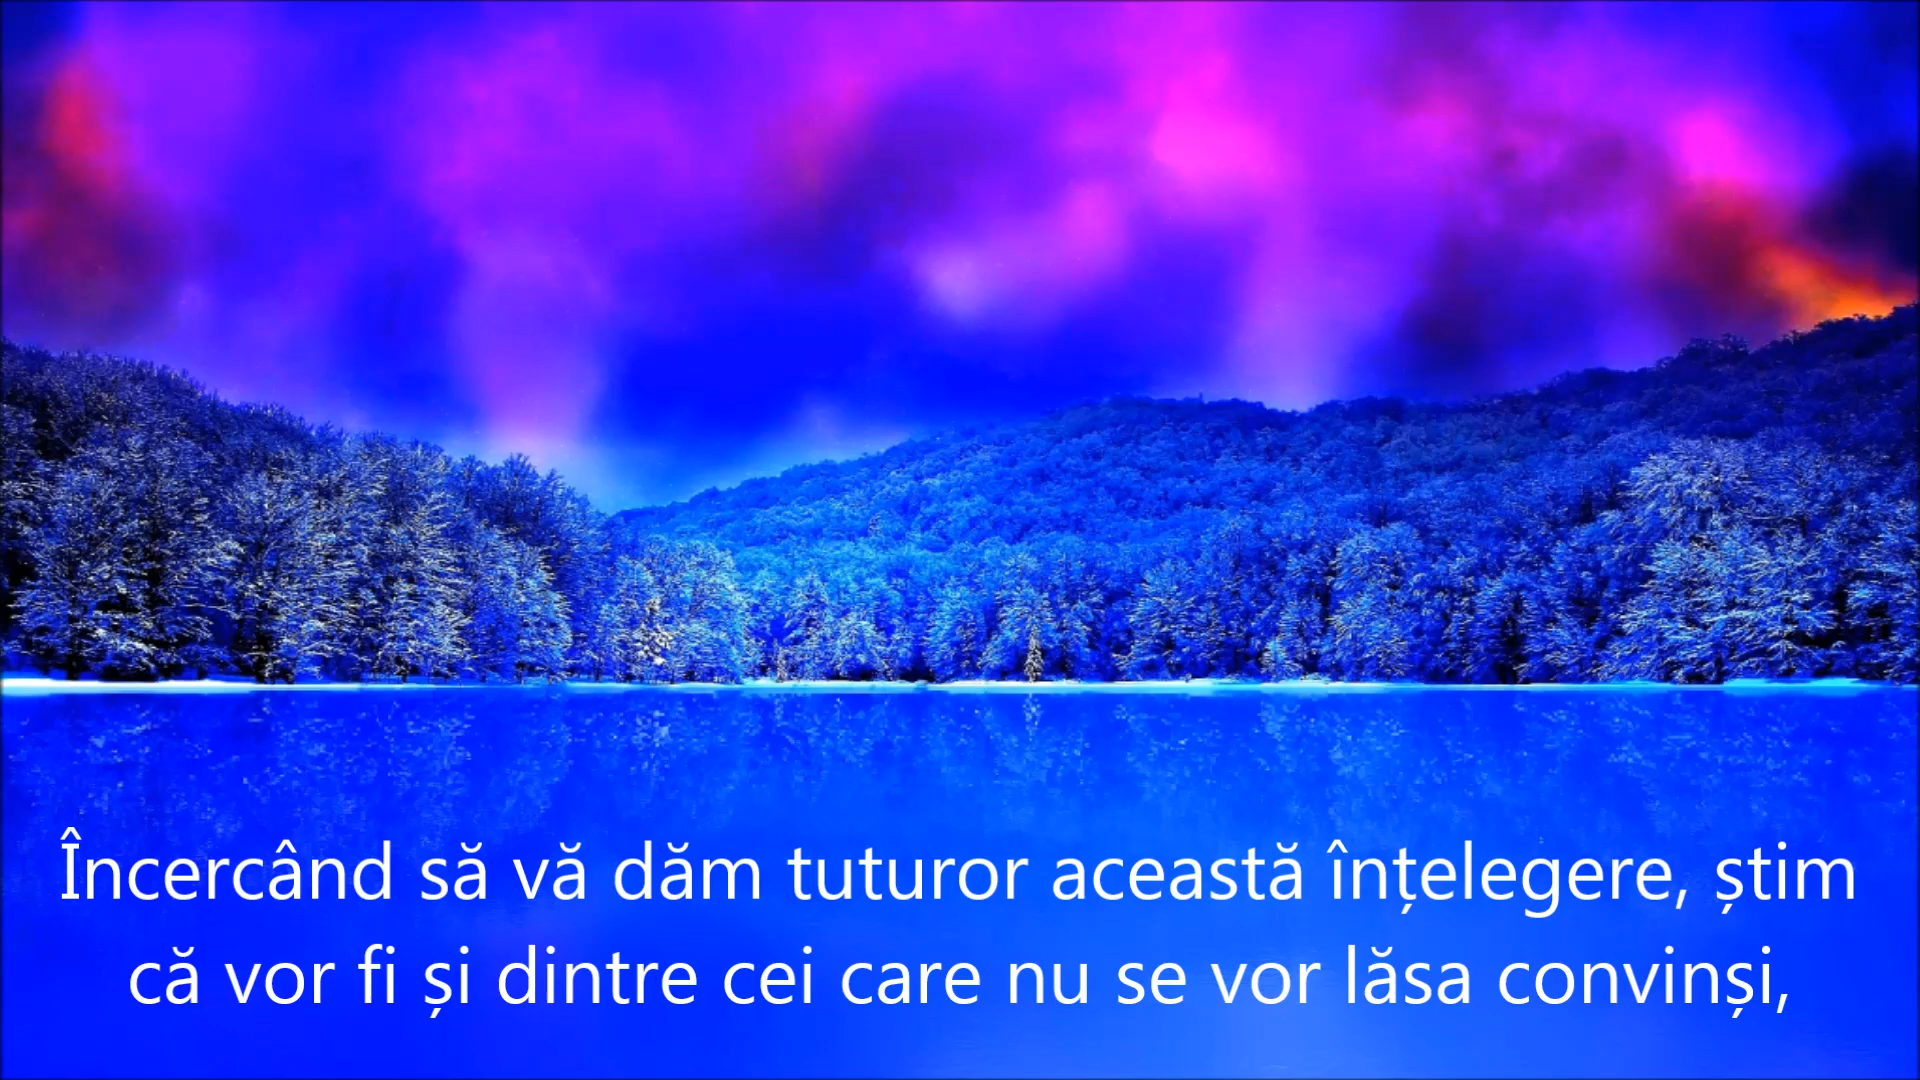 Încercând să vă dăm tuturor această înțelegere, știm
că vor fi și dintre cei care nu se vor lăsa convinși,